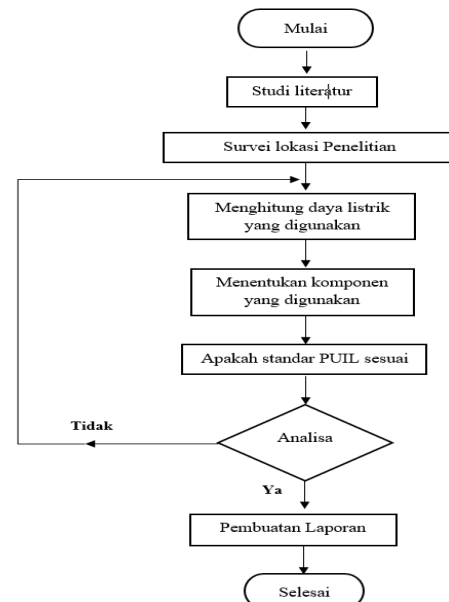 Mulai
Studi literatur
Survei lokasi Penelitian
Menghitung daya listrik
yang digunakan
Menentukan komponen
yang digunakan
Apakah standar PUIL sesuai
Analisa
Tidak
Ya
Pembuatan Laporan
Selesai